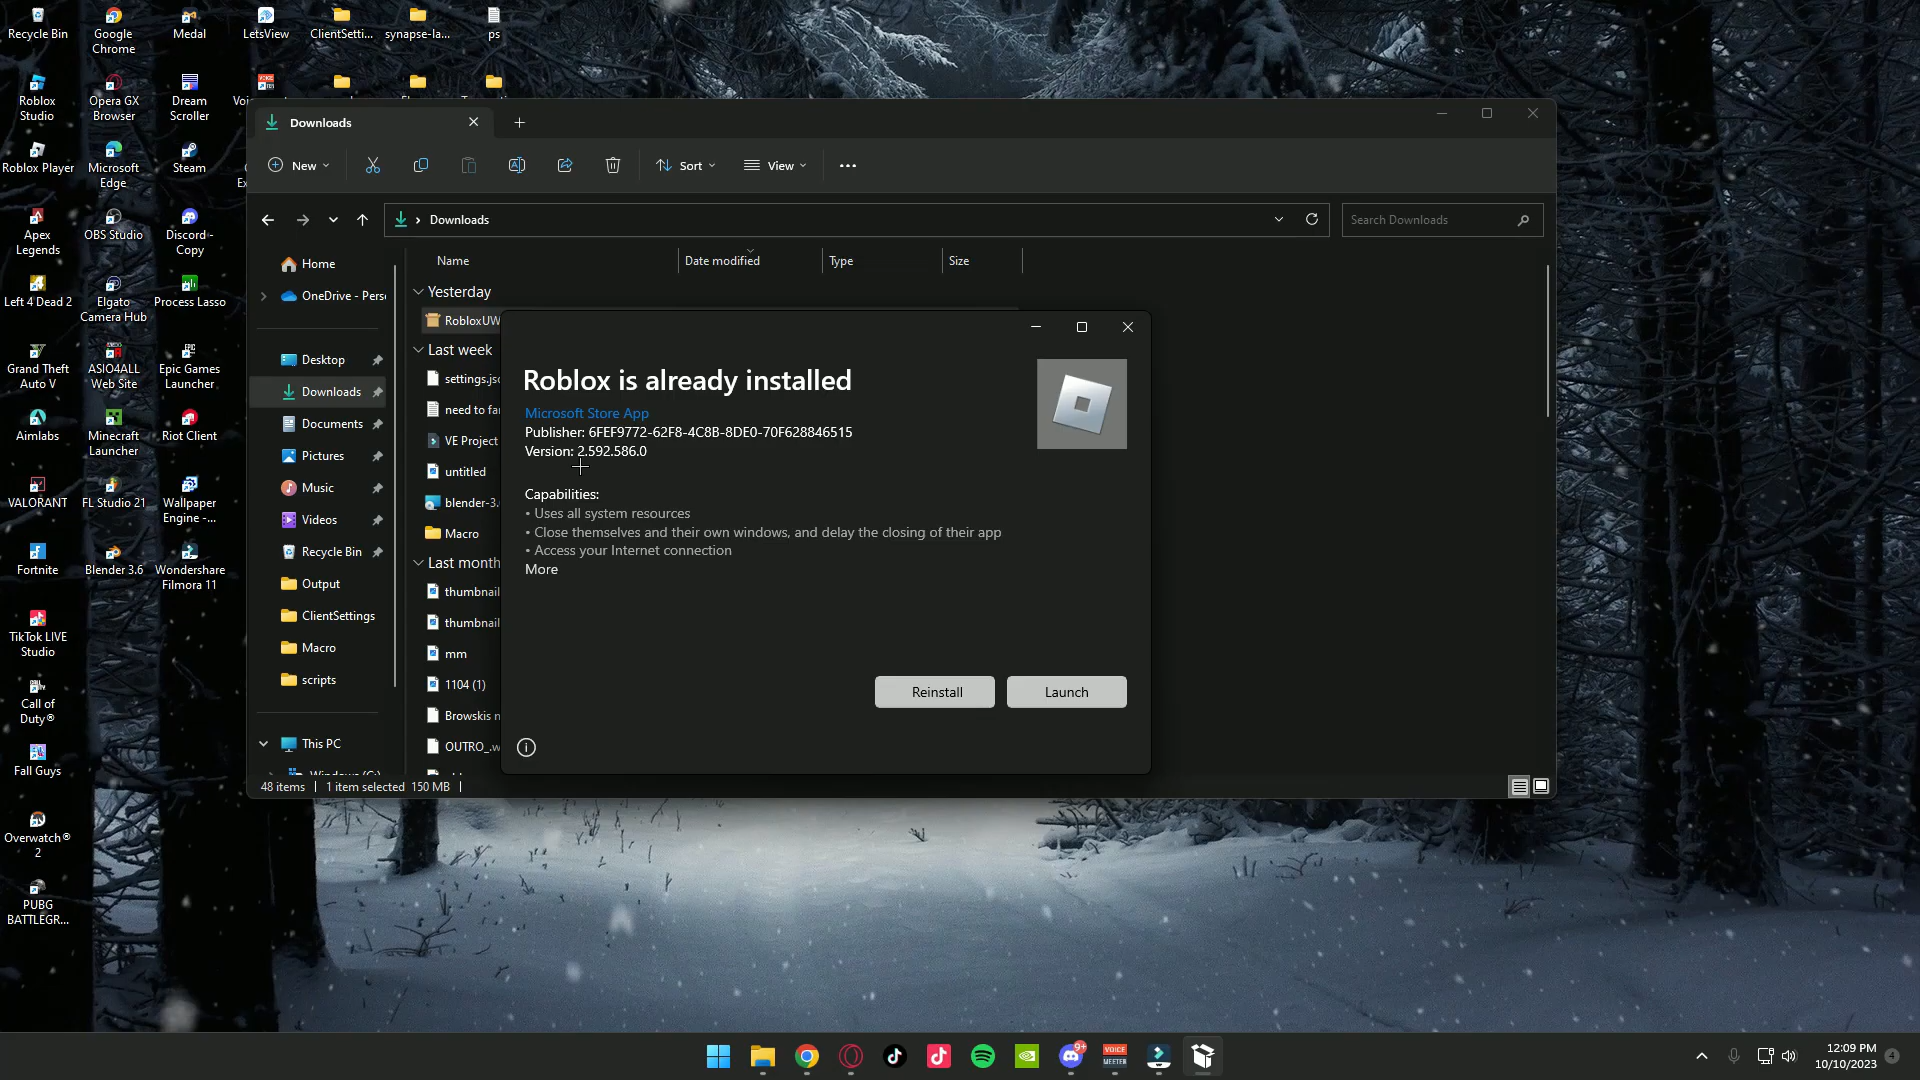 Recycle Bin
Google Chrome
Medal
LetsView
ClientSetti...
synapse-la...
ps
Roblox Studio
Opera GX Browser
Dream Scroller
Roblox Player
Microsoft Edge
Steam
Apex Legends
OBS Studio
Discord - Copy
Left 4 Dead 2
Elgato Camera Hub
Process Lasso
Grand Theft Auto V
ASIO4ALL Web Site
Epic Games Launcher
Aimlabs
Minecraft Launcher
Riot Client
VALORANT
FL Studio 21
Wallpaper Engine -...
Fortnite
Blender 3.6
Wondershare Filmora 11
TikTok LIVE Studio
Call of Duty®
Fall Guys
Overwatch® 2
PUBG BATTLEGR...
Downloads
New
Sort
View
Downloads
Search Downloads
Name
Date modified
Type
Size
Home
OneDrive - Pers
Desktop
Downloads
Documents
Pictures
Music
Videos
Recycle Bin
Output
ClientSettings
Macro
scripts
This PC
Windows (C:)
Yesterday
RobloxUW
Last week
settings.jso
need to fa
VE Project
untitled
blender-3.
Macro
Last month
thumbnail
thumbnail
mm
1104 (1)
Browskis n
OUTRO_.w
48 items
1 item selected 150 MB
Roblox is already installed
Microsoft Store App
Publisher: 6FEF9772-62F8-4C8B-8DE0-70F628846515
Version: 2.592.586.0
Capabilities:
• Uses all system resources
• Close themselves and their own windows, and delay the closing of their app
• Access your Internet connection
More
Reinstall
Launch
9+
VOICE MEETER
12:09 PM
10/10/2023
4